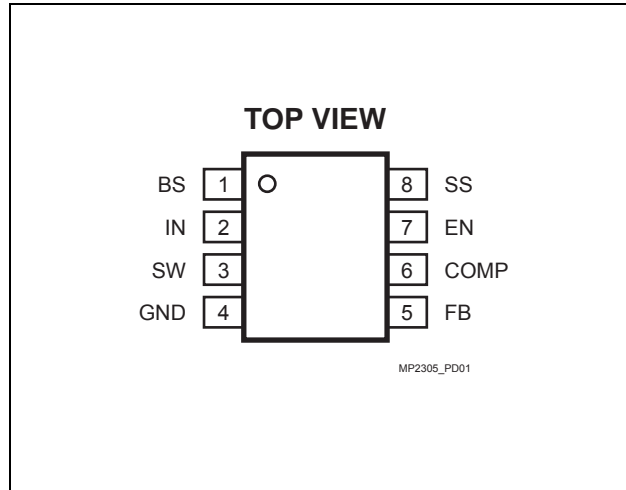 TOP VIEW
BS 1 8 SS
IN 2 7 EN
SW 3 6 COMP
GND 4 5 FB
MP2305_PD01